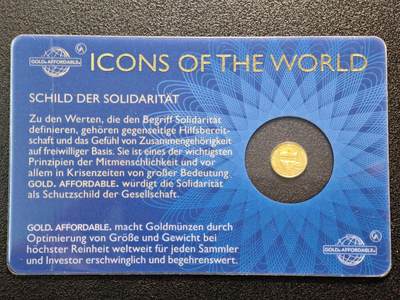 GOLD. AFFORDABLE.
ICONS OF THE WORLD
SCHILD DER SOLIDARITÄT
Zu den Werten, die den Begriff Solidarität
definieren, gehören gegenseitige Hilfsbereit-
schaft und das Gefühl von Zusammengehörigkeit
auf freiwilliger Basis. Sie ist eines der wichtigsten
Prinzipien der Mitmenschlichkeit und vor
allem in Krisenzeiten von großer Bedeutung
GOLD. AFFORDABLE. würdigt die Solidarität
als Schutzschild der Gesellschaft.
GOLD. AFFORDABLE. macht Goldmünzen durch
Optimierung von Größe und Gewicht bei
höchster Reinheit weltweit für jeden Sammler
und Investor erschwinglich und begehrenswert.
GOLD. AFFORDABLE.